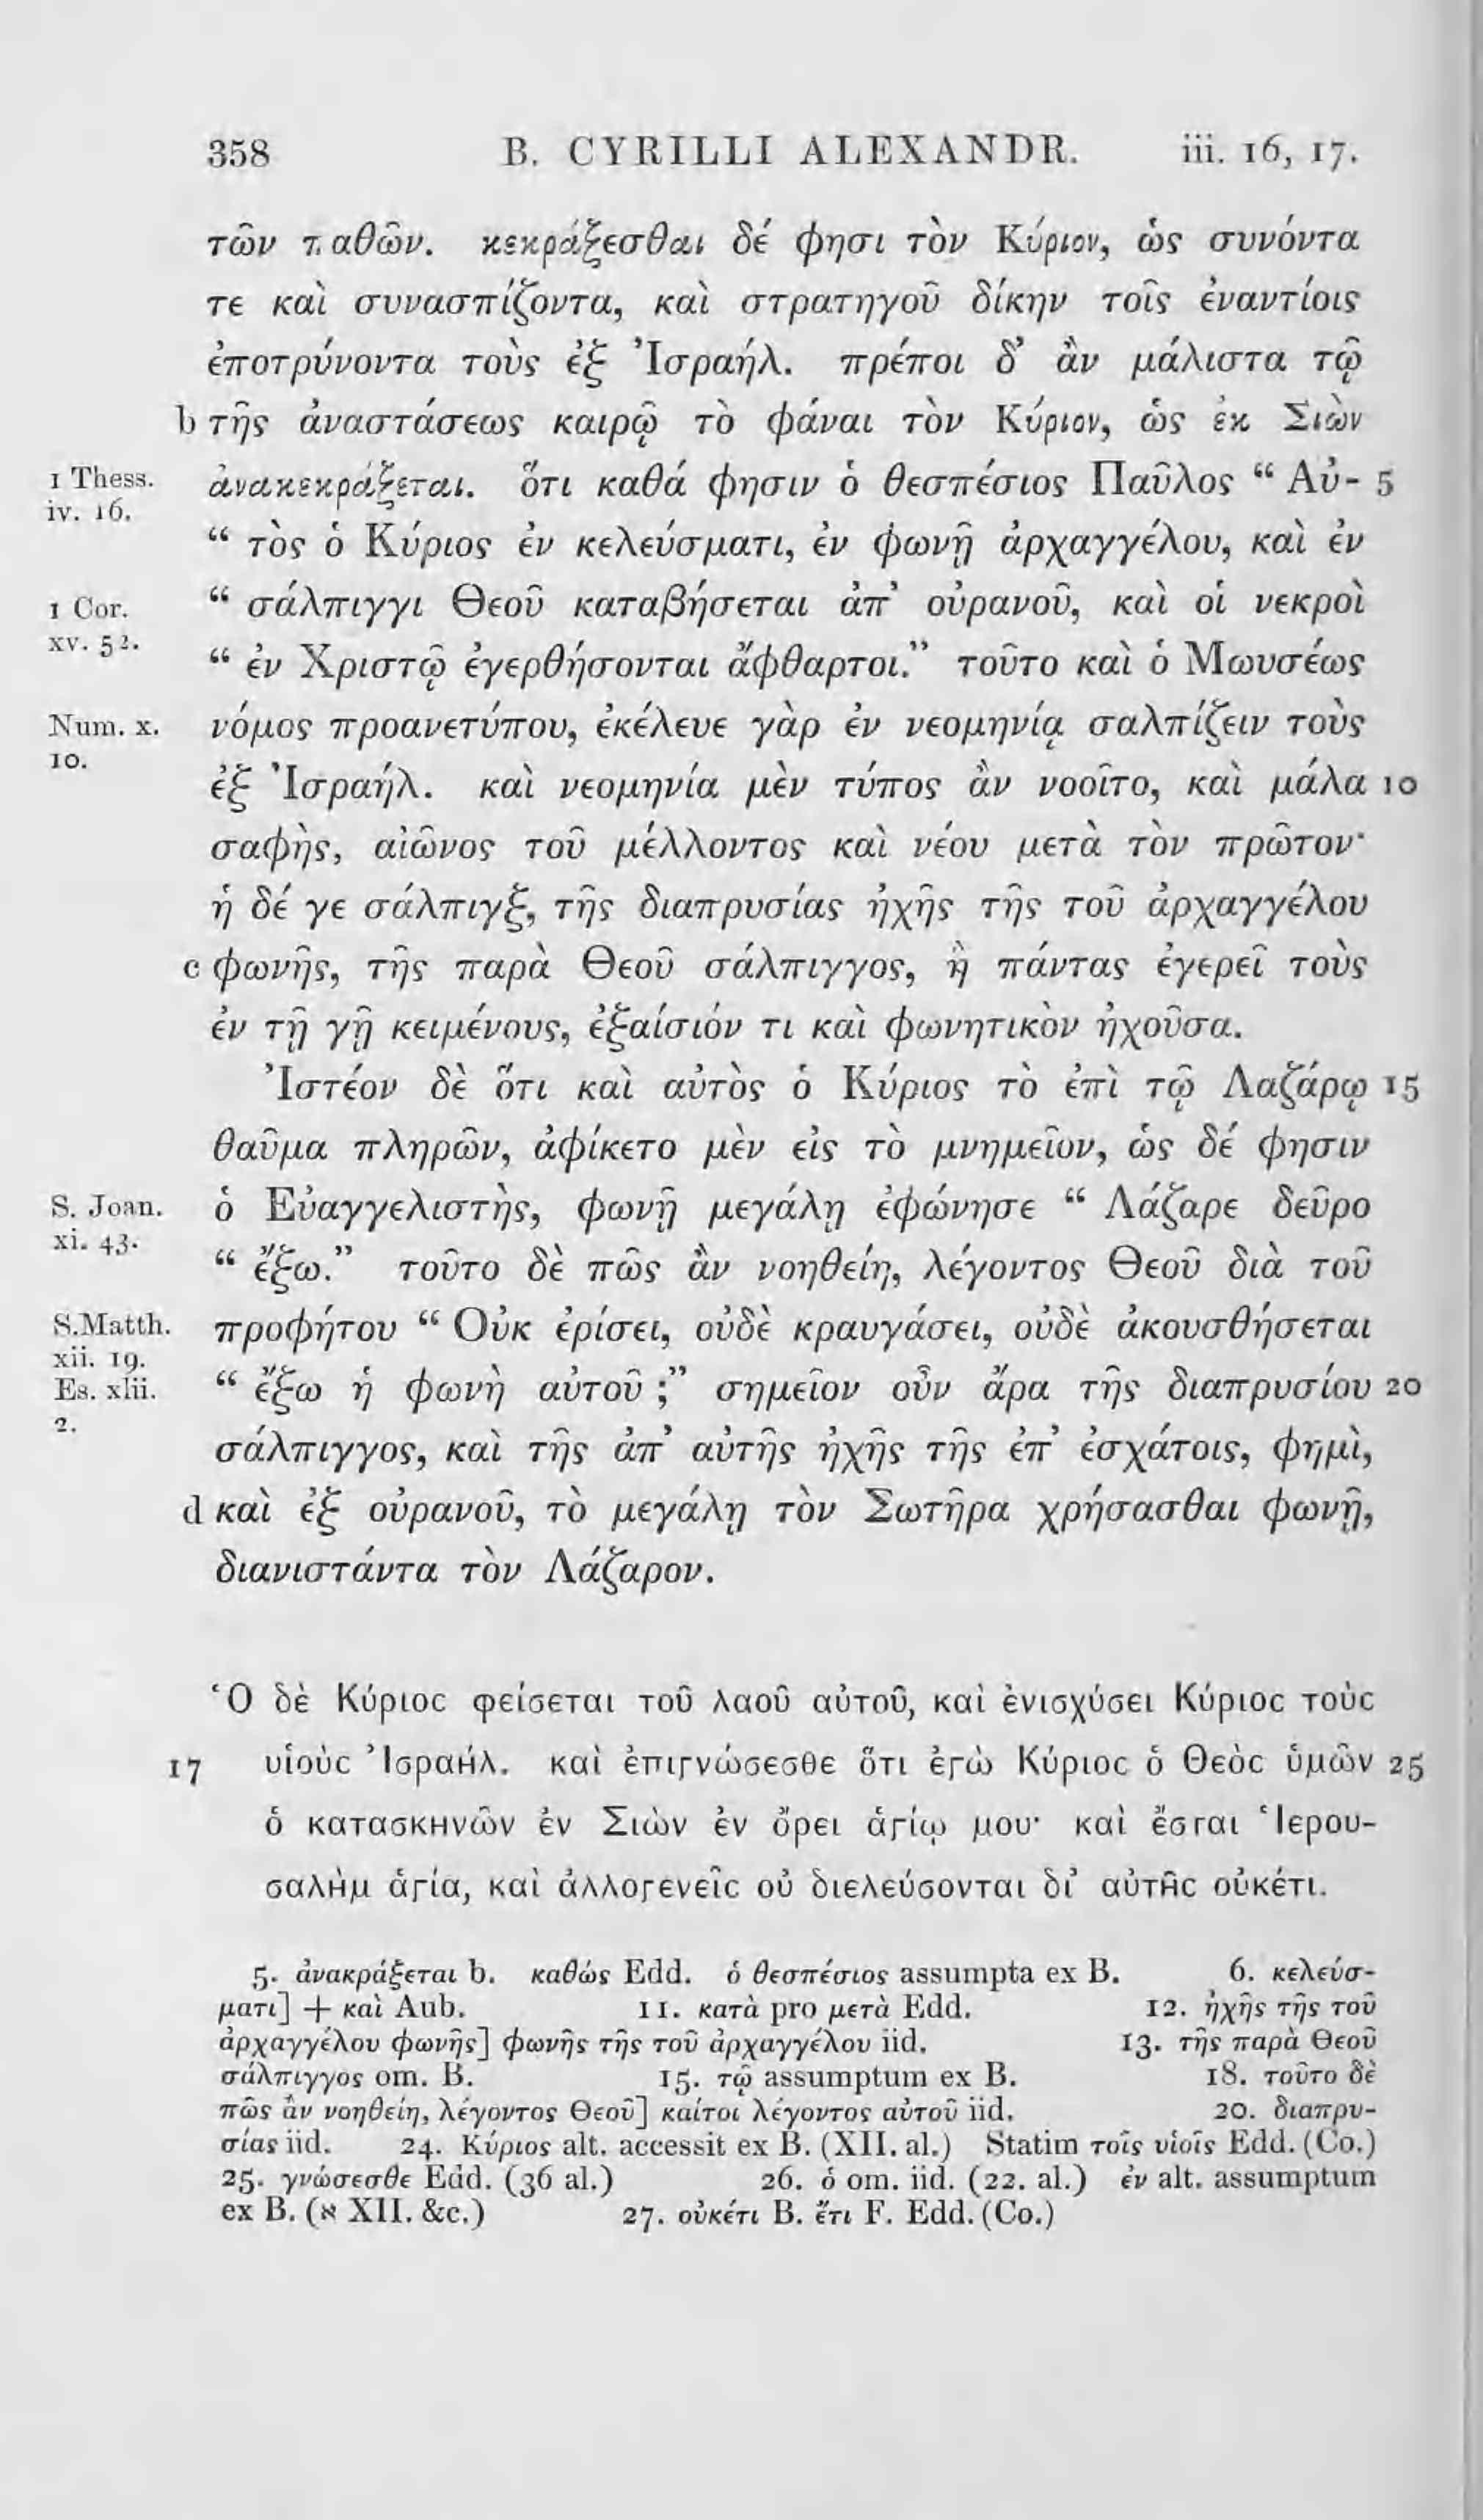 358 B. CYRILLI ALEXANDR. iii. 16, 17.
τῶν παθῶν. κεκράξεσθαι δέ φησι τὸν Κύριον, ὡς συνόντα
τε καὶ συνασπίζοντα, καὶ στρατηγοῦ δίκην τοῖς ἐναντίοις
ἐποτρύνοντα τοὺς ἐξ Ἰσραήλ. πρέποι δ’ ἂν μάλιστα τῷ
b τῆς ἀναστάσεως καιρῷ τὸ φάναι τὸν Κύριον, ὡς ἐκ Σιὼν
1 Thess. iv. 16. ἀνακεκράξεται. ὅτι καθά φησιν ὁ θεσπέσιος Παῦλος “ Αὐ- 5
“ τὸς ὁ Κύριος ἐν κελεύσματι, ἐν φωνῇ ἀρχαγγέλου, καὶ ἐν
1 Cor. xv. 52. “ σάλπιγγι Θεοῦ καταβήσεται ἀπ’ οὐρανοῦ, καὶ οἱ νεκροὶ
“ ἐν Χριστῷ ἐγερθήσονται ἄφθαρτοι.” τοῦτο καὶ ὁ Μωυσέως
Num. x. 10. νόμος προανετύπου, ἐκέλευε γὰρ ἐν νεομηνίᾳ σαλπίζειν τοὺς
ἐξ Ἰσραήλ. καὶ νεομηνία μὲν τύπος ἂν νοοῖτο, καὶ μάλα 10
σαφὴς, αἰῶνος τοῦ μέλλοντος καὶ νέου μετὰ τὸν πρῶτον·
ἡ δέ γε σάλπιγξ, τῆς διαπρυσίας ἠχῆς τῆς τοῦ ἀρχαγγέλου
c φωνῆς, τῆς παρὰ Θεοῦ σάλπιγγος, ἣ πάντας ἐγερεῖ τοὺς
ἐν τῇ γῇ κειμένους, ἐξαίσιόν τι καὶ φωνητικὸν ἠχοῦσα.
Ἰστέον δὲ ὅτι καὶ αὐτὸς ὁ Κύριος τὸ ἐπὶ τῷ Λαζάρῳ 15
θαῦμα πληρῶν, ἀφίκετο μὲν εἰς τὸ μνημεῖον, ὡς δέ φησιν
S. Joan. xi. 43. ὁ Εὐαγγελιστὴς, φωνῇ μεγάλῃ ἐφώνησε “ Λάζαρε δεῦρο
“ ἔξω.” τοῦτο δὲ πῶς ἂν νοηθείη, λέγοντος Θεοῦ διὰ τοῦ
S.Matth. xii. 19. προφήτου “ Οὐκ ἐρίσει, οὐδὲ κραυγάσει, οὐδὲ ἀκουσθήσεται
Es. xlii. 2. “ ἔξω ἡ φωνὴ αὐτοῦ ;” σημεῖον οὖν ἄρα τῆς διαπρυσίου 20
σάλπιγγος, καὶ τῆς ἀπ’ αὐτῆς ἠχῆς τῆς ἐπ’ ἐσχάτοις, φημὶ,
d καὶ ἐξ οὐρανοῦ, τὸ μεγάλῃ τὸν Σωτῆρα χρήσασθαι φωνῇ,
διανιστάντα τὸν Λάζαρον.
Ὁ δὲ Κύριος φείσεται τοῦ λαοῦ αὐτοῦ, καὶ ἐνισχύσει Κύριος τοὺς
17 υἱοὺς Ἰσραήλ. καὶ ἐπιγνώσεσθε ὅτι ἐγὼ Κύριος ὁ Θεὸς ὑμῶν 25
ὁ κατασκηνῶν ἐν Σιὼν ἐν ὄρει ἁγίῳ μου· καὶ ἔσται Ἱερου-
σαλὴμ ἁγία, καὶ ἀλλογενεῖς οὐ διελεύσονται δι’ αὐτῆς οὐκέτι.
5. ἀνακράξεται b. καθὼς Edd. ὁ θεσπέσιος assumpta ex B. 6. κελεύσ-
ματι] + καὶ Aub. 11. κατὰ pro μετὰ Edd. 12. ἠχῆς τῆς τοῦ
ἀρχαγγέλου φωνῆς] φωνῆς τῆς τοῦ ἀρχαγγέλου iid. 13. τῆς παρὰ Θεοῦ
σάλπιγγος om. B. 15. τῷ assumptum ex B. 18. τοῦτο δὲ
πῶς ἂν νοηθείη, λέγοντος Θεοῦ] καίτοι λέγοντος αὐτοῦ iid. 20. διαπρυ-
σίας iid. 24. Κύριος alt. accessit ex B. (XII. al.) Statim τοῖς υἱοῖς Edd. (Co.)
25. γνώσεσθε Edd. (36 al.) 26. ὁ om. iid. (22. al.) ἐν alt. assumptum
ex B. (א XII. &c.) 27. οὐκέτι B. ἔτι F. Edd. (Co.)